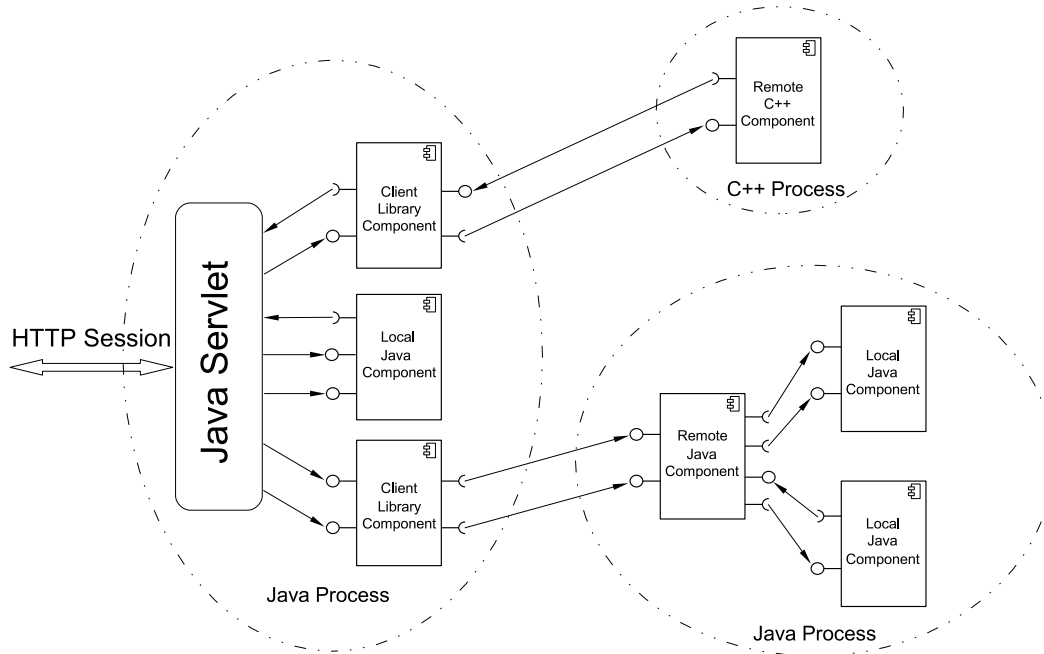 Remote
C++
Component
C++ Process
Client
Library
Component
HTTP Session
Java Servlet
Local
Java
Component
Client
Library
Component
Java Process
Remote
Java
Component
Local
Java
Component
Local
Java
Component
Java Process